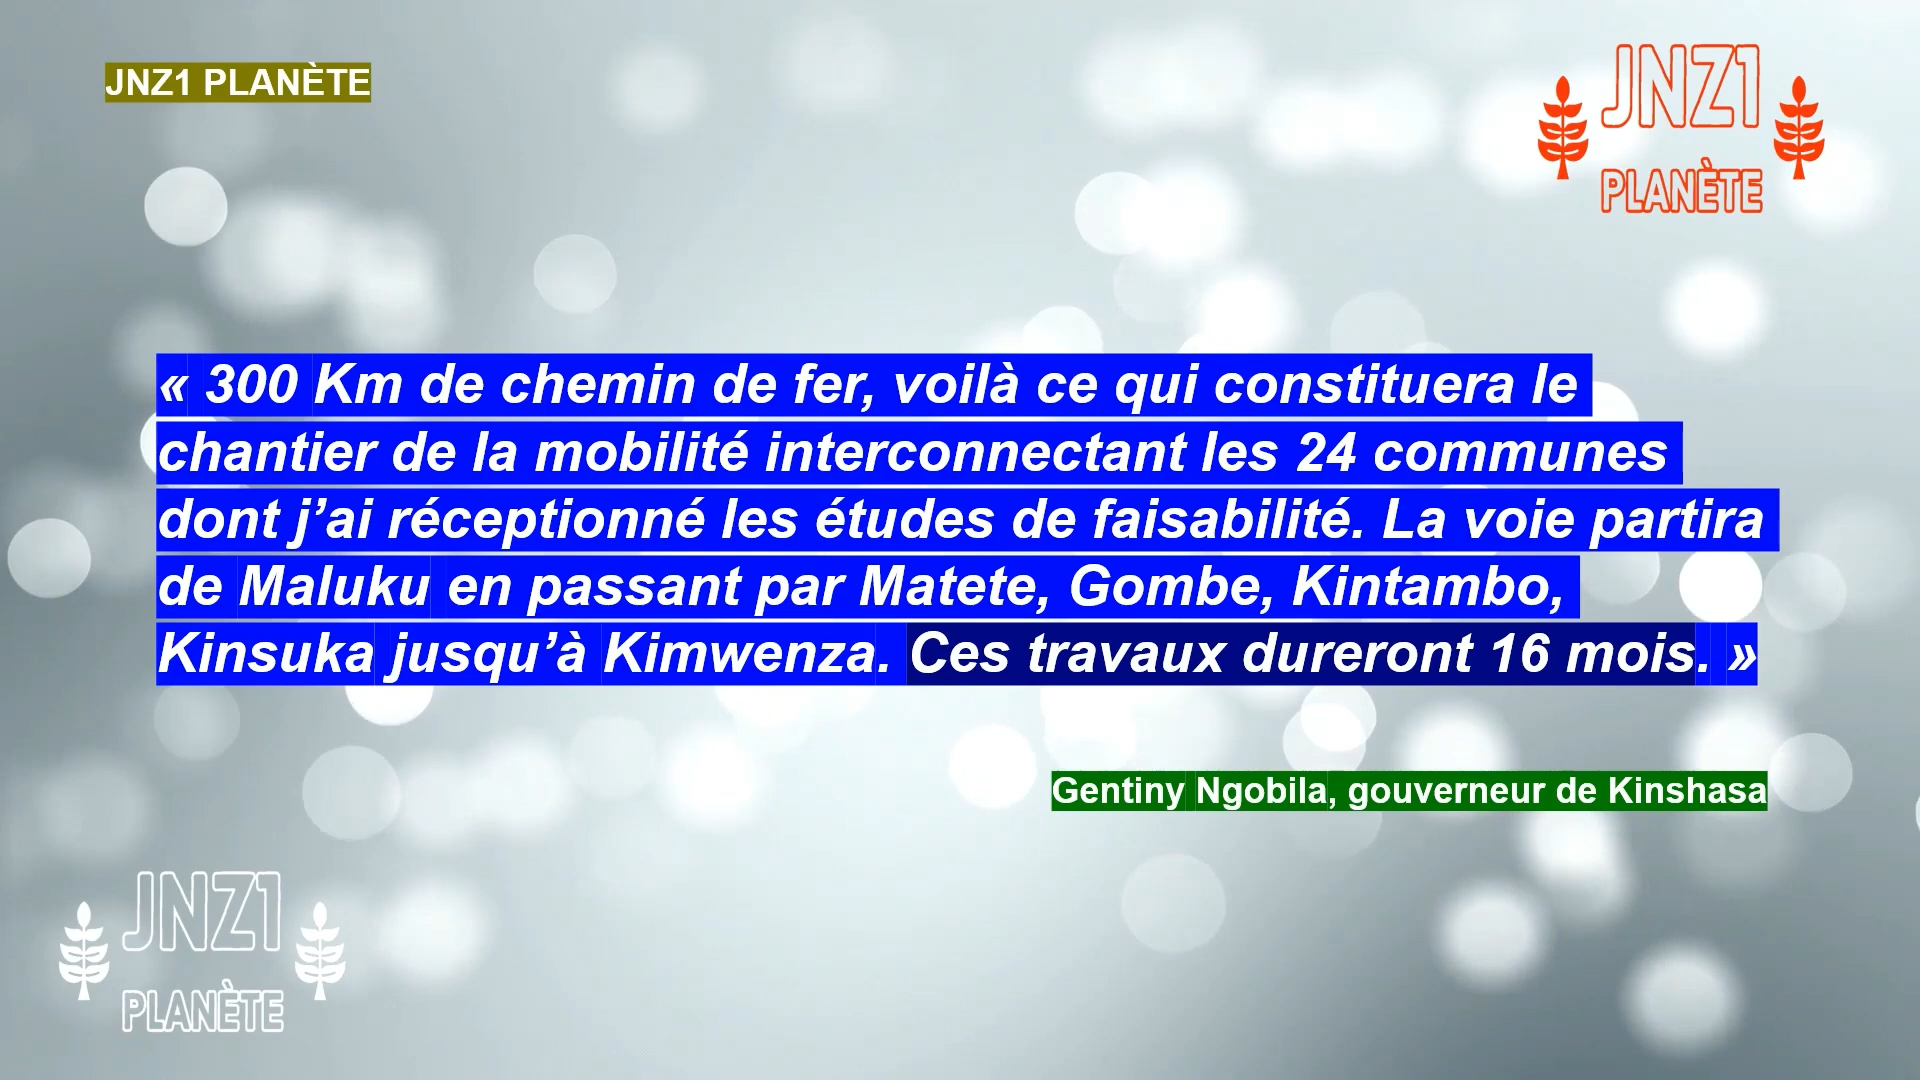 JNZ1 PLANÈTE
JNZ1
PLANÈTE
« 300 Km de chemin de fer, voilà ce qui constituera le
chantier de la mobilité interconnectant les 24 communes
dont j’ai réceptionné les études de faisabilité. La voie partira
de Maluku en passant par Matete, Gombe, Kintambo,
Kinsuka jusqu’à Kimwenza. Ces travaux dureront 16 mois. »
Gentiny Ngobila, gouverneur de Kinshasa
JNZ1
PLANÈTE